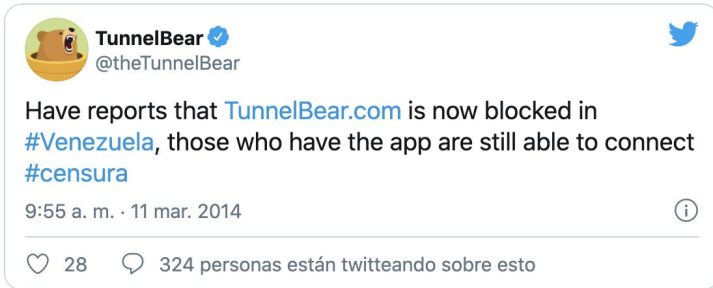 TunnelBear
@theTunnelBear
Have reports that TunnelBear.com is now blocked in
#Venezuela, those who have the app are still able to connect
#censura
9:55 a. m. · 11 mar. 2014
28 324 personas están twitteando sobre esto